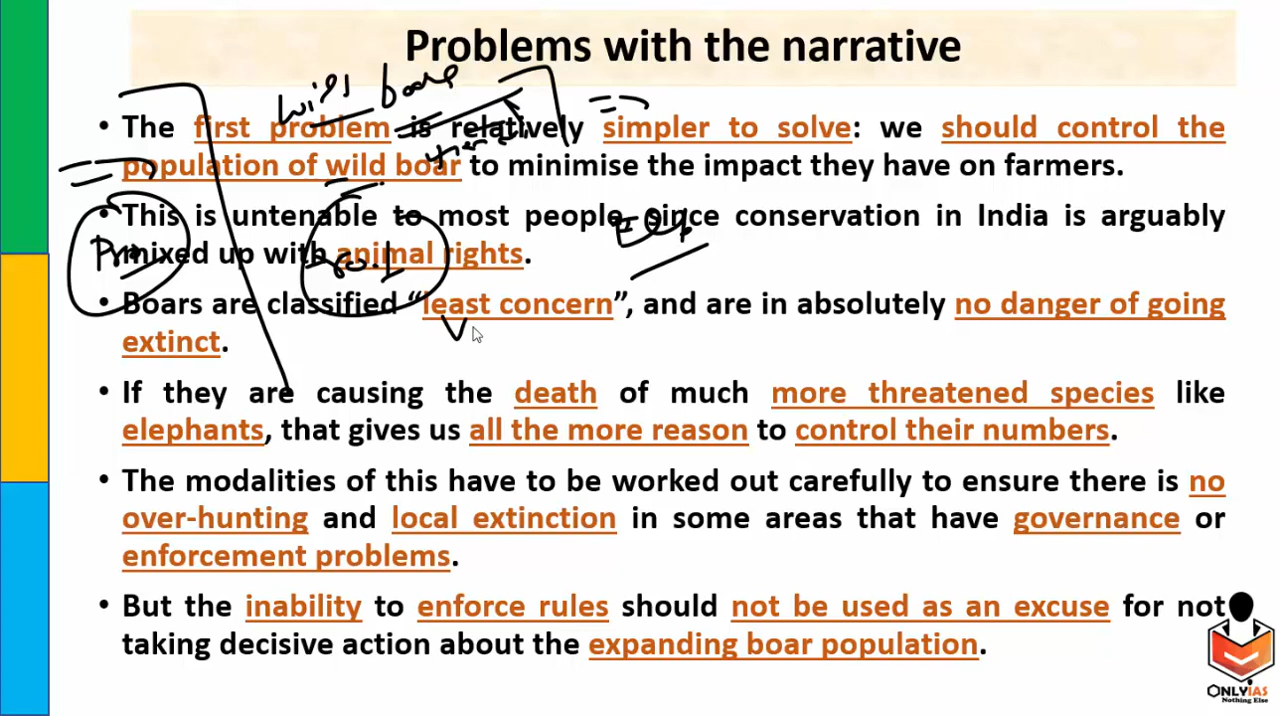 Problems with the narrative
wild boar
• The first problem is relatively simpler to solve: we should control the
population of wild boar to minimise the impact they have on farmers.
• This is untenable to most people, since conservation in India is arguably
mixed up with animal rights.
• Boars are classified “least concern”, and are in absolutely no danger of going
extinct.
• If they are causing the death of much more threatened species like
elephants, that gives us all the more reason to control their numbers.
• The modalities of this have to be worked out carefully to ensure there is no
over-hunting and local extinction in some areas that have governance or
enforcement problems.
• But the inability to enforce rules should not be used as an excuse for not
taking decisive action about the expanding boar population.
ONLYIAS
Nothing Else